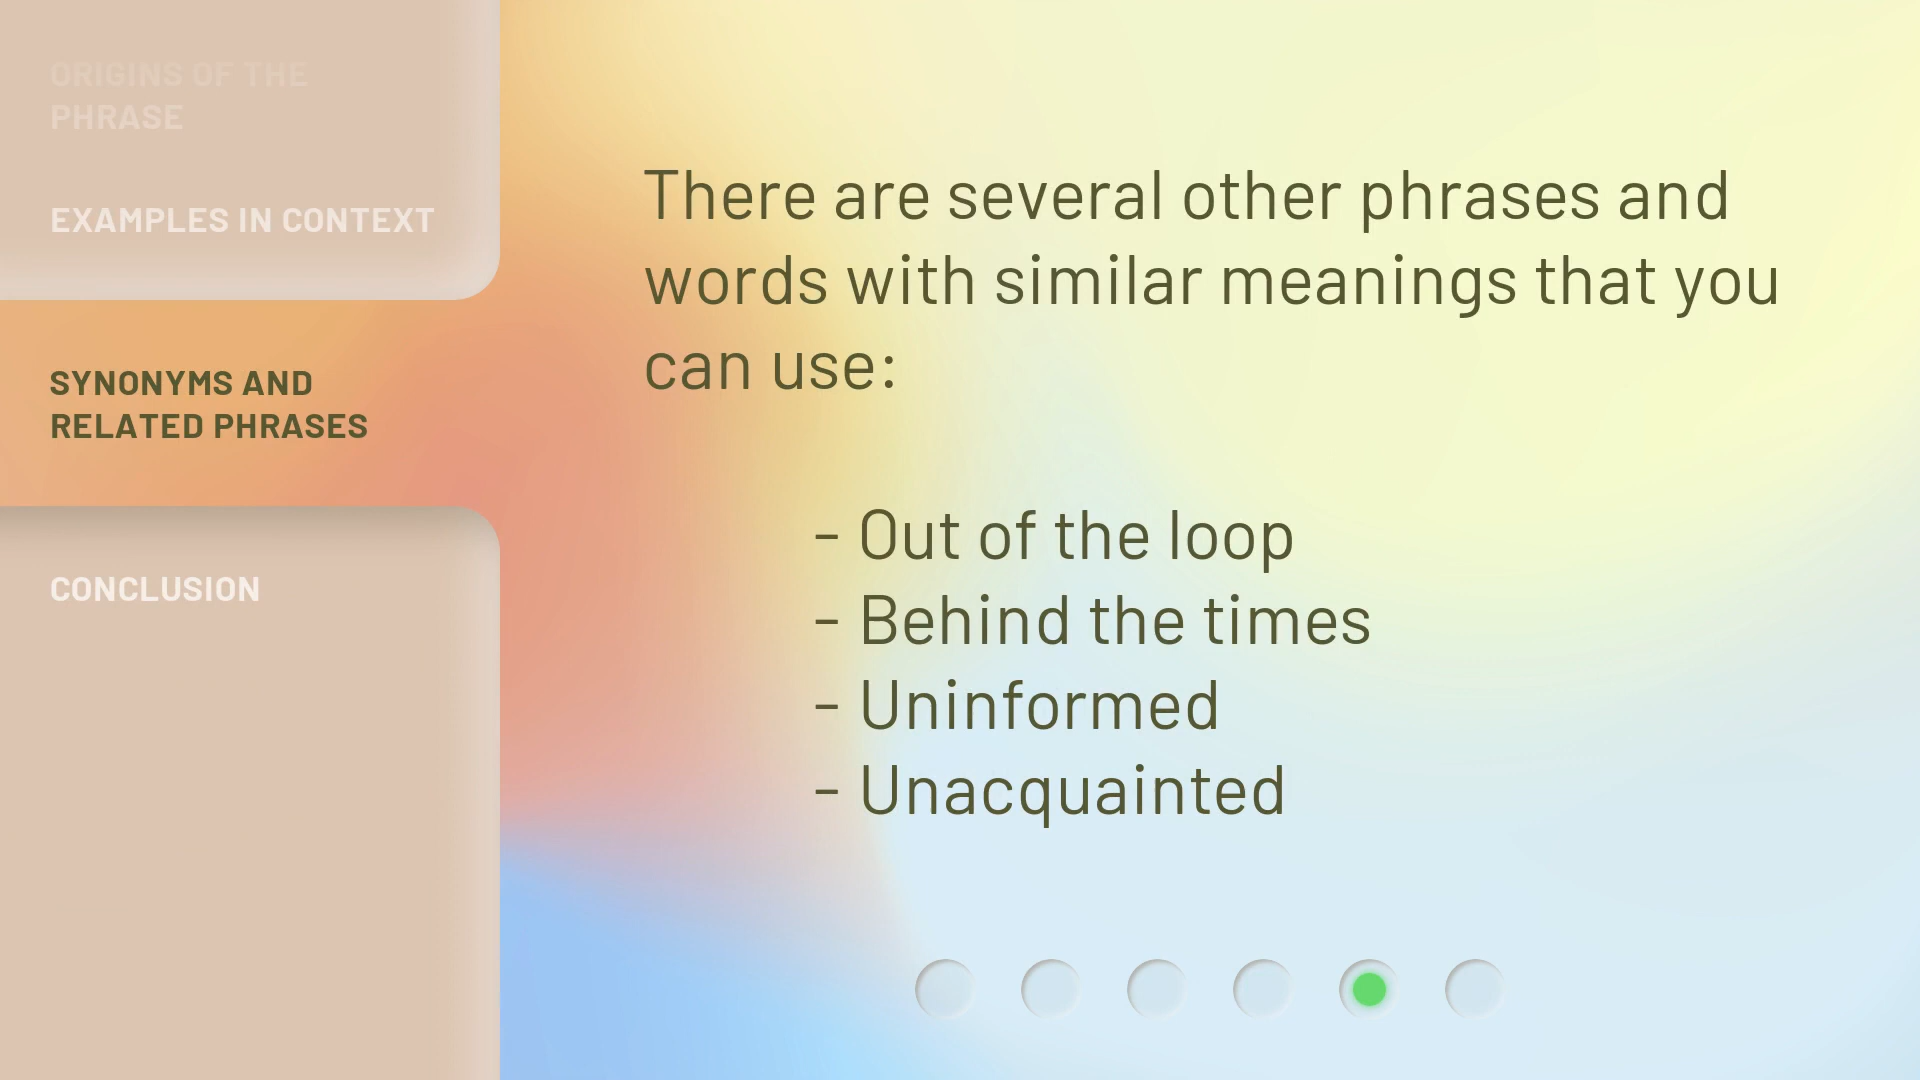 ORIGINS OF THE
PHRASE
EXAMPLES IN CONTEXT
SYNONYMS AND
RELATED PHRASES
CONCLUSION
There are several other phrases and
words with similar meanings that you
can use:
- Out of the loop
- Behind the times
- Uninformed
- Unacquainted